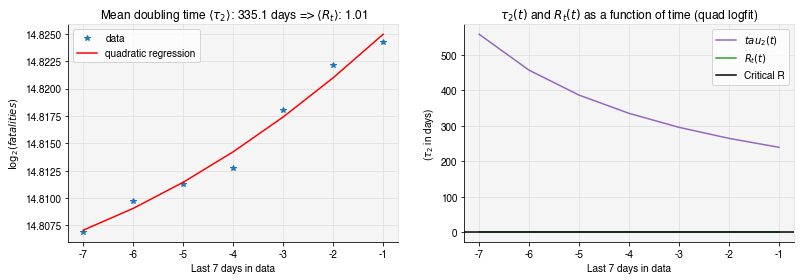 Mean doubling time ⟨τ₂⟩: 335.1 days => ⟨Rₜ⟩: 1.01
data
quadratic regression
log₂(fatalities)
14.8250
14.8225
14.8200
14.8175
14.8150
14.8125
14.8100
14.8075
-7 -6 -5 -4 -3 -2 -1
Last 7 days in data
τ₂(t) and Rₜ(t) as a function of time (quad logfit)
tau₂(t)
Rₜ(t)
Critical R
(τ₂ in days)
500
400
300
200
100
0
-7 -6 -5 -4 -3 -2 -1
Last 7 days in data